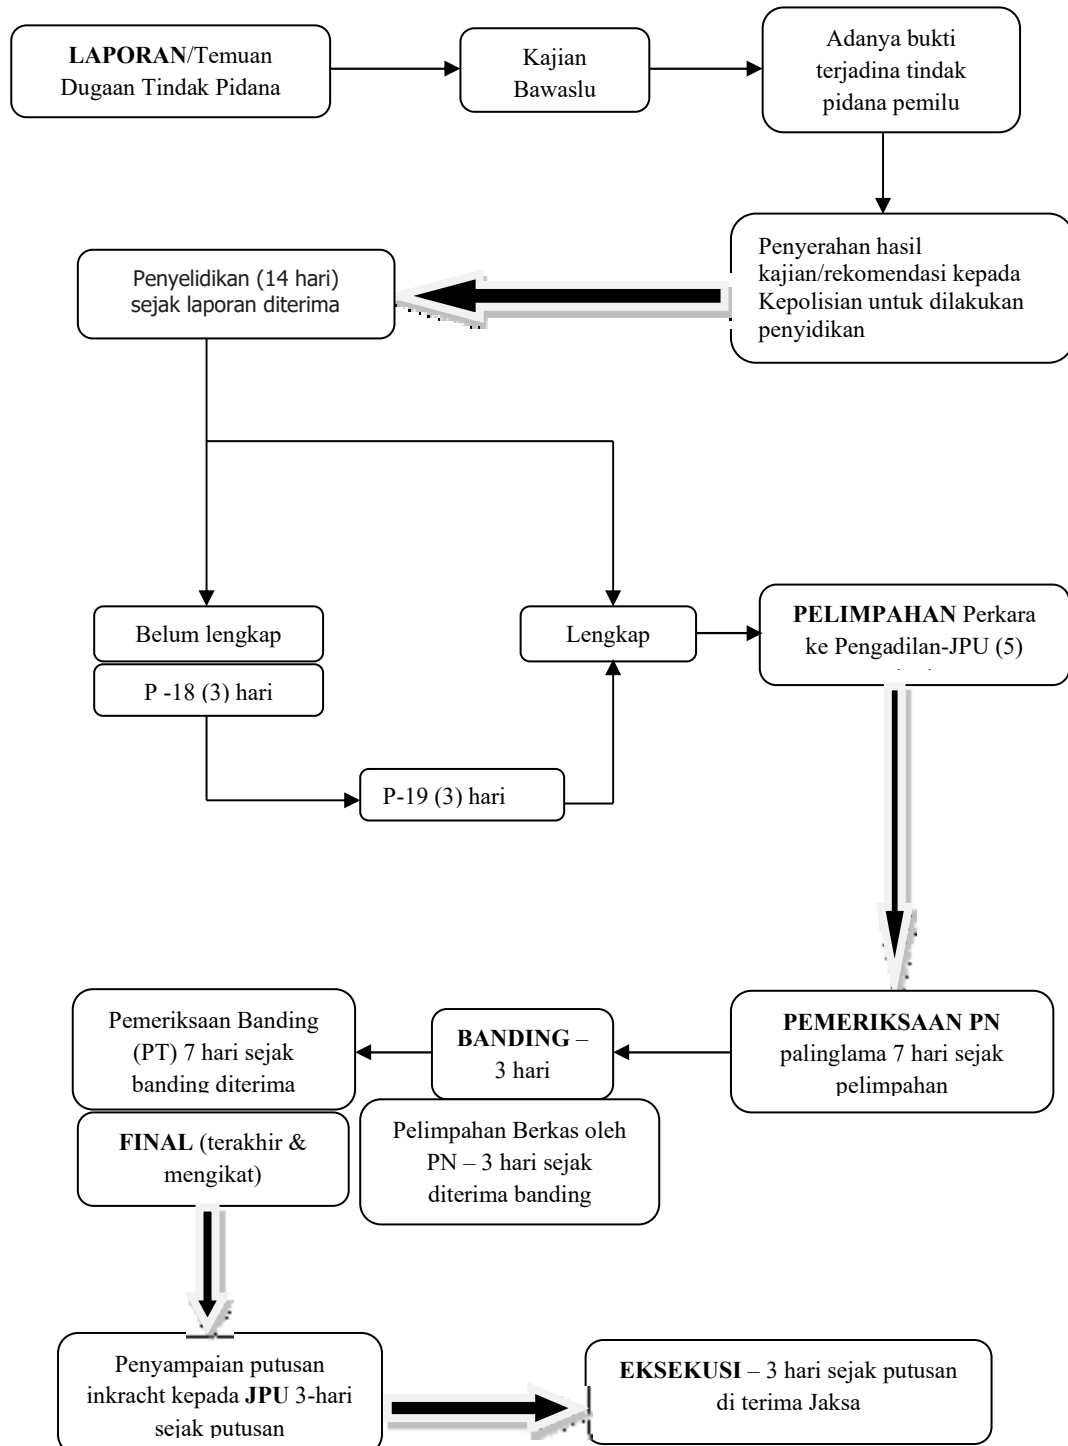 LAPORAN/Temuan
Dugaan Tindak Pidana
Kajian
Bawaslu
Adanya bukti
terjadina tindak
pidana pemilu
Penyerahan hasil
kajian/rekomendasi kepada
Kepolisian untuk dilakukan
penyidikan
Penyelidikan (14 hari)
sejak laporan diterima
Belum lengkap
P -18 (3) hari
P-19 (3) hari
Lengkap
PELIMPAHAN Perkara
ke Pengadilan-JPU (5)
PEMERIKSAAN PN
palinglama 7 hari sejak
pelimpahan
BANDING –
3 hari
Pelimpahan Berkas oleh
PN – 3 hari sejak
diterima banding
Pemeriksaan Banding
(PT) 7 hari sejak
banding diterima
FINAL (terakhir &
mengikat)
Penyampaian putusan
inkracht kepada JPU 3-hari
sejak putusan
EKSEKUSI – 3 hari sejak putusan
di terima Jaksa